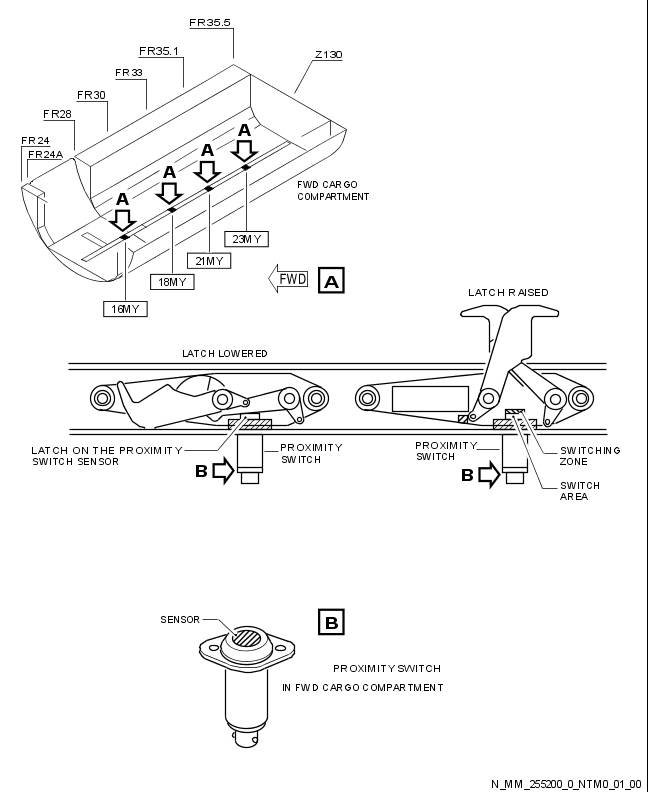 FR35.5
FR35.1
Z130
FR33
FR30
FR28
FR24
FR24A
A
A
A
A
FWD CARGO
COMPARTMENT
23MY
21MY
18MY
16MY
FWD
A
LATCH RAISED
LATCH LOWERED
LATCH ON THE PROXIMITY
SWITCH SENSOR
PROXIMITY
SWITCH
B
PROXIMITY
SWITCH
B
SWITCHING
ZONE
SWITCH
AREA
SENSOR
B
PROXIMITY SWITCH
IN FWD CARGO COMPARTMENT
N_MM_255200_0_NTM0_01_00